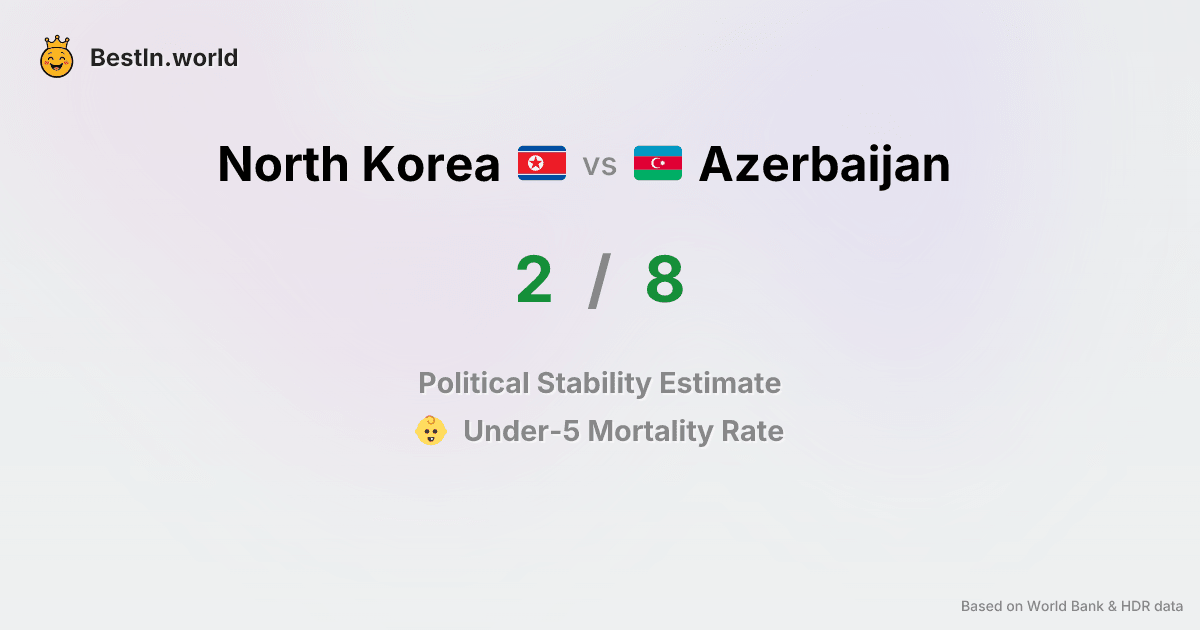 BestIn.world
North Korea vs Azerbaijan
2 / 8
Political Stability Estimate
Under-5 Mortality Rate
Based on World Bank & HDR data